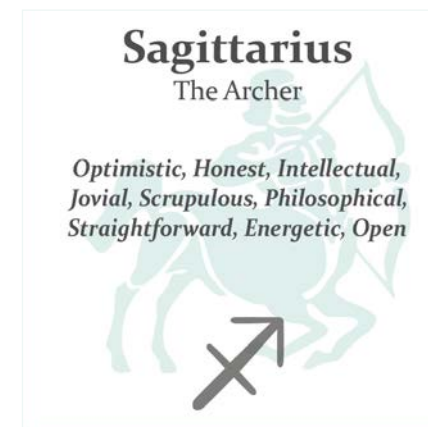 Sagittarius
The Archer
Optimistic, Honest, Intellectual,
Jovial, Scrupulous, Philosophical,
Straightforward, Energetic, Open